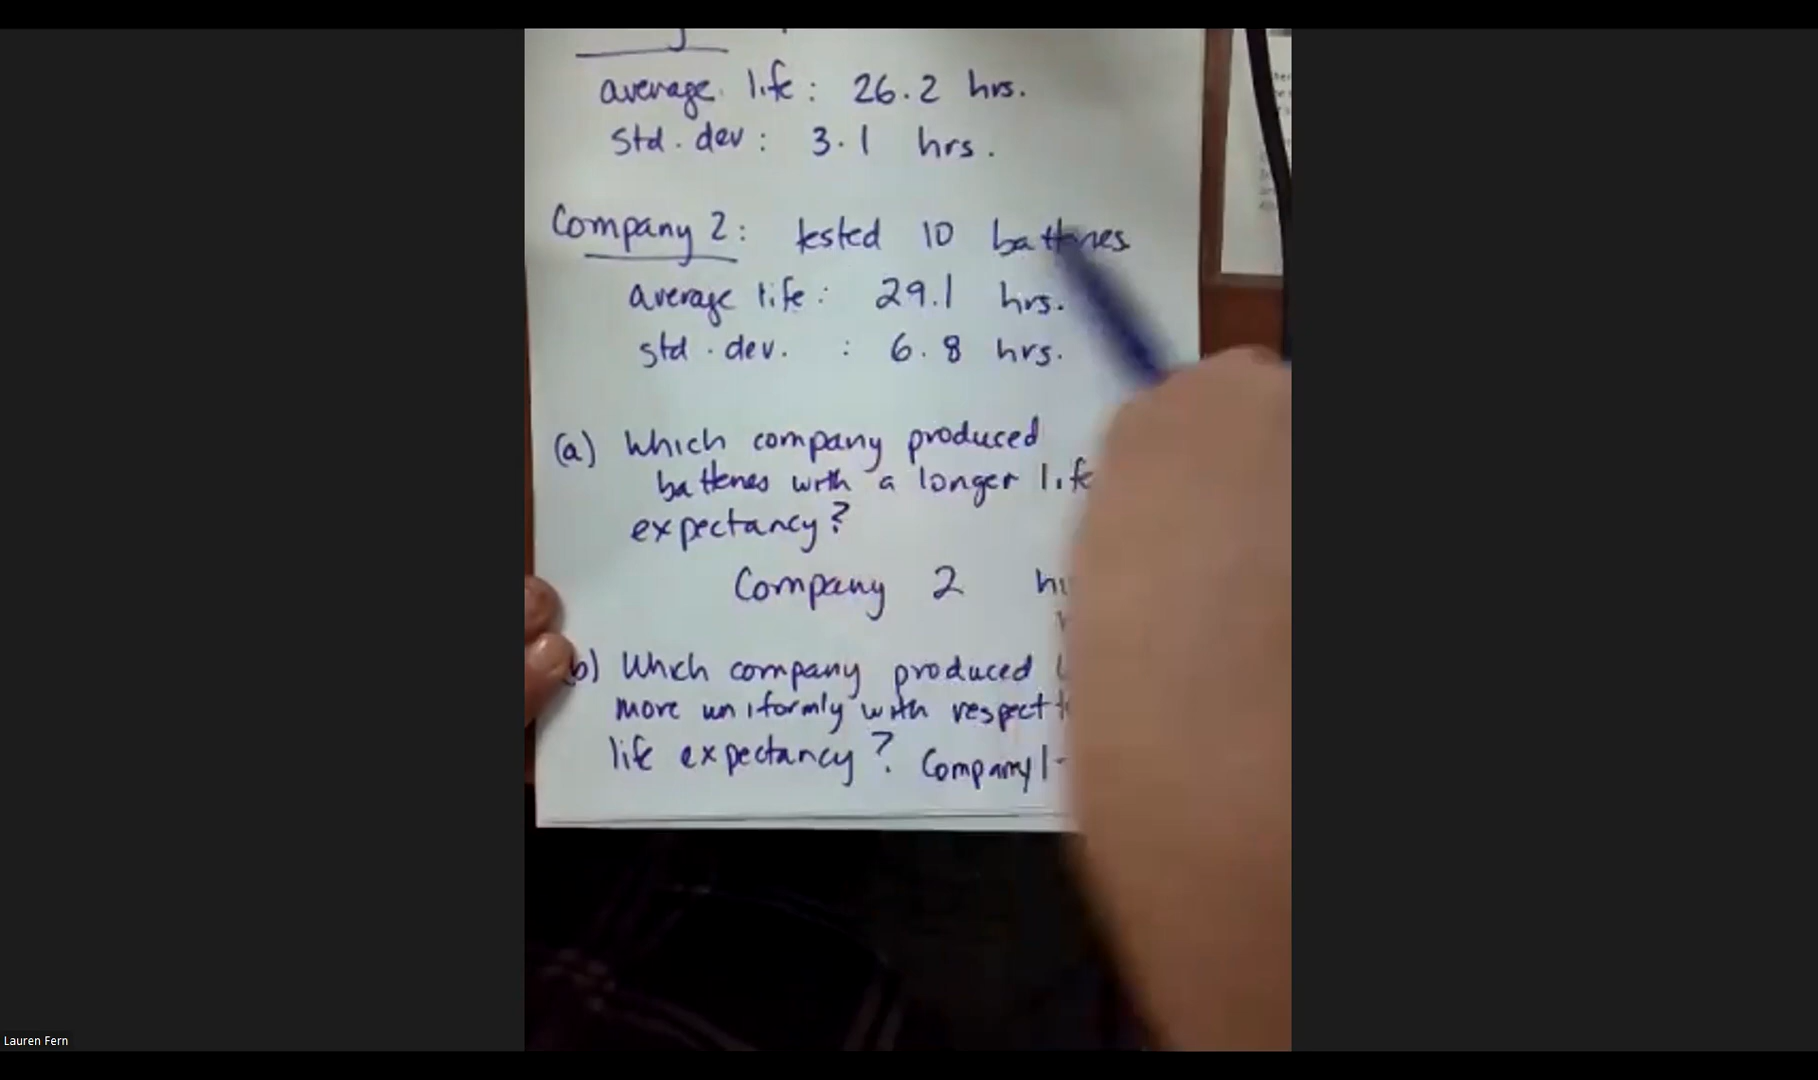 average life: 26.2 hrs.
std. dev: 3.1 hrs.
Company 2: tested 10 batteries
average life: 29.1 hrs.
std. dev. : 6.8 hrs.
(a) Which company produced
batteries with a longer life
expectancy?
Company 2
b) Which company produced
more uniformly with respect
life expectancy? Company 1-
Lauren Fern